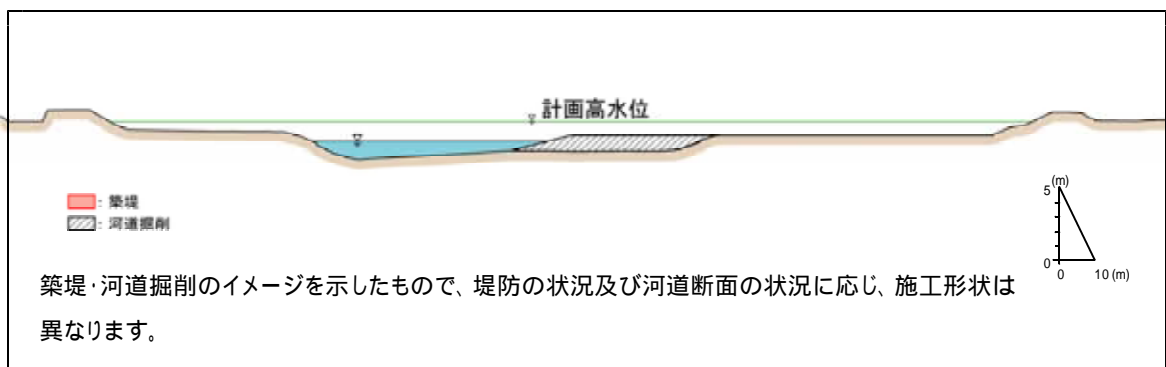 計画高水位
: 築堤
: 河道掘削
5 (m)
0
0 10 (m)
築堤・河道掘削のイメージを示したもので、堤防の状況及び河道断面の状況に応じ、施工形状は
異なります。